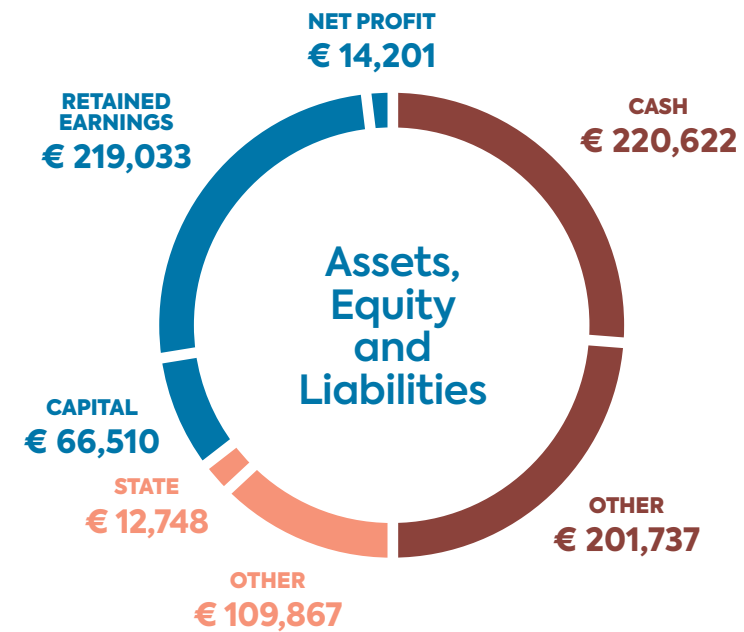 NET PROFIT
€ 14,201
RETAINED
EARNINGS
€ 219,033
CASH
€ 220,622
Assets,
Equity
and
Liabilities
CAPITAL
€ 66,510
STATE
€ 12,748
OTHER
€ 109,867
OTHER
€ 201,737